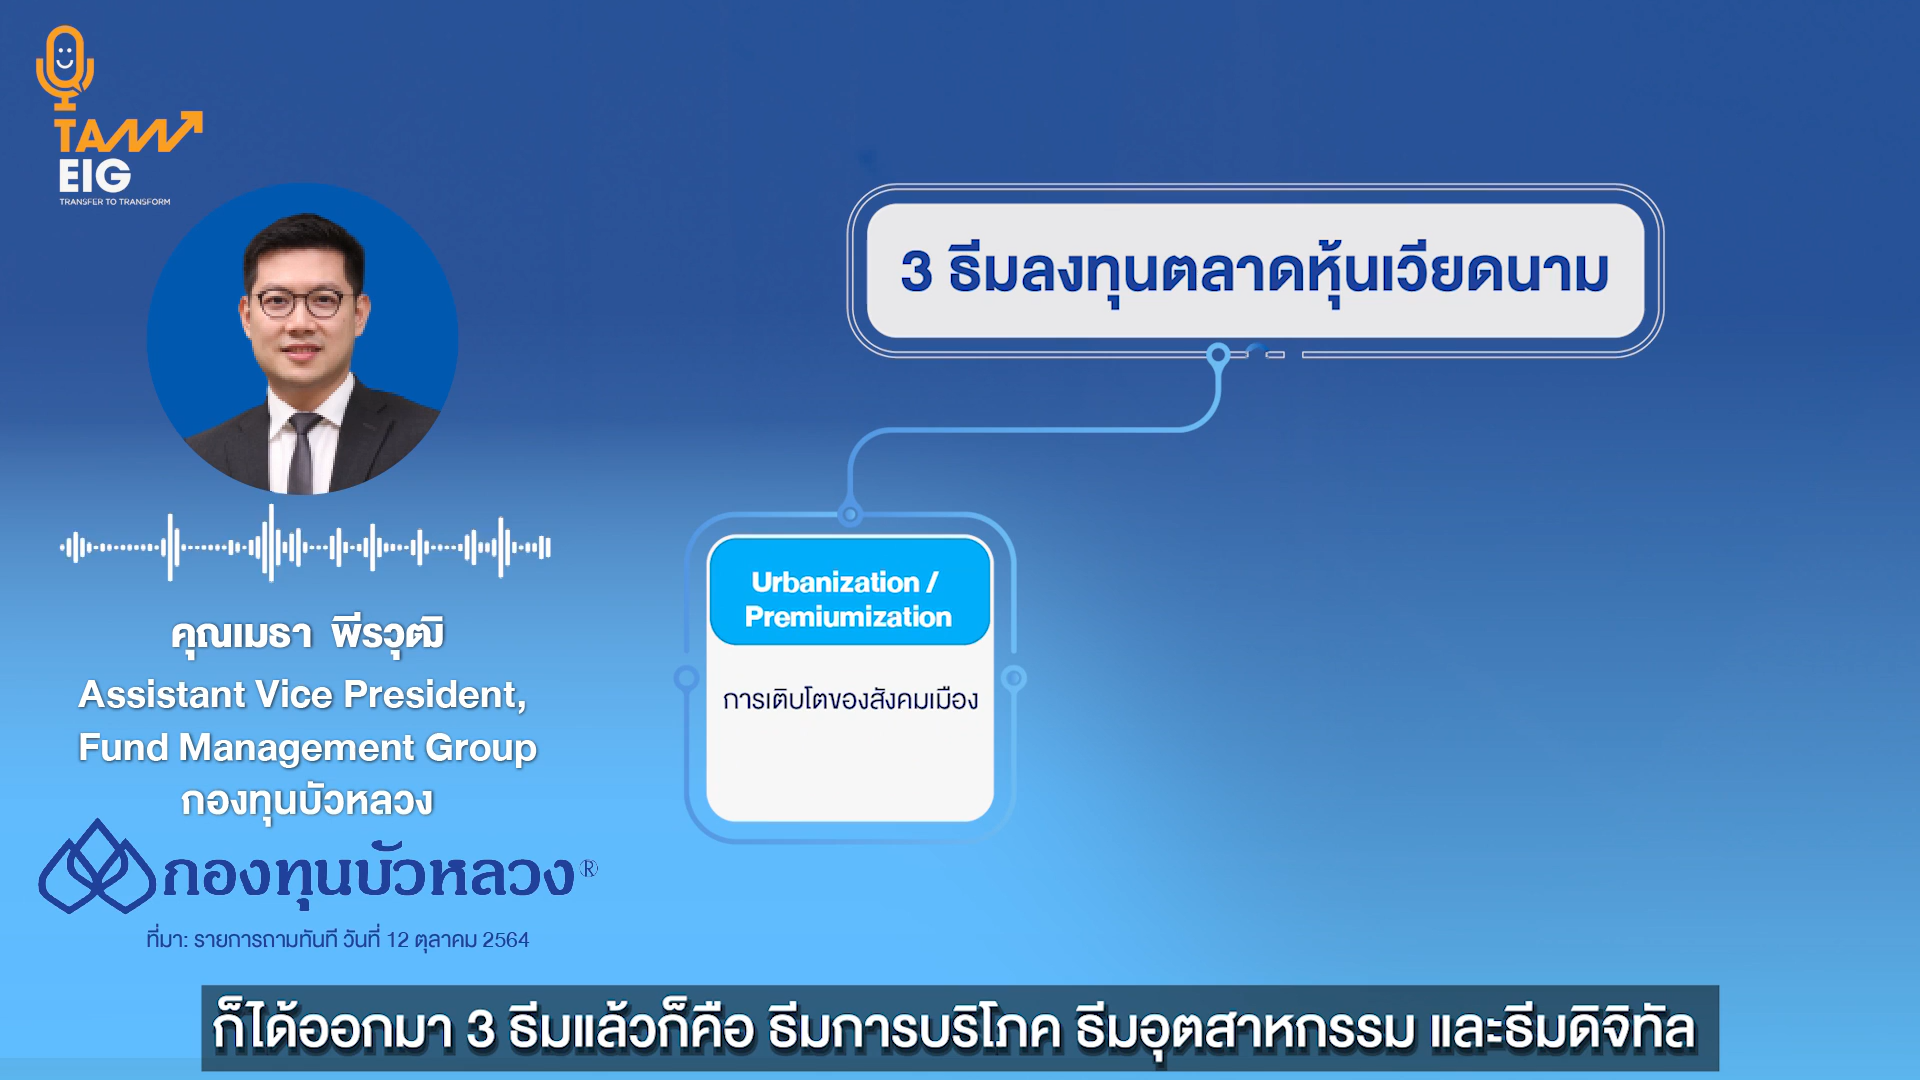 TAM
EIG
TRANSFER TO TRANSFORM
3 ธีมลงทุนตลาดหุ้นเวียดนาม
Urbanization /
Premiumization
การเติบโตของสังคมเมือง
คุณเมธา พีรวุฒิ
Assistant Vice President,
Fund Management Group
กองทุนบัวหลวง
กองทุนบัวหลวง®
ที่มา: รายการถามทันที วันที่ 12 ตุลาคม 2564
ก็ได้ออกมา 3 ธีมแล้วก็คือ ธีมการบริโภค ธีมอุตสาหกรรม และธีมดิจิทัล